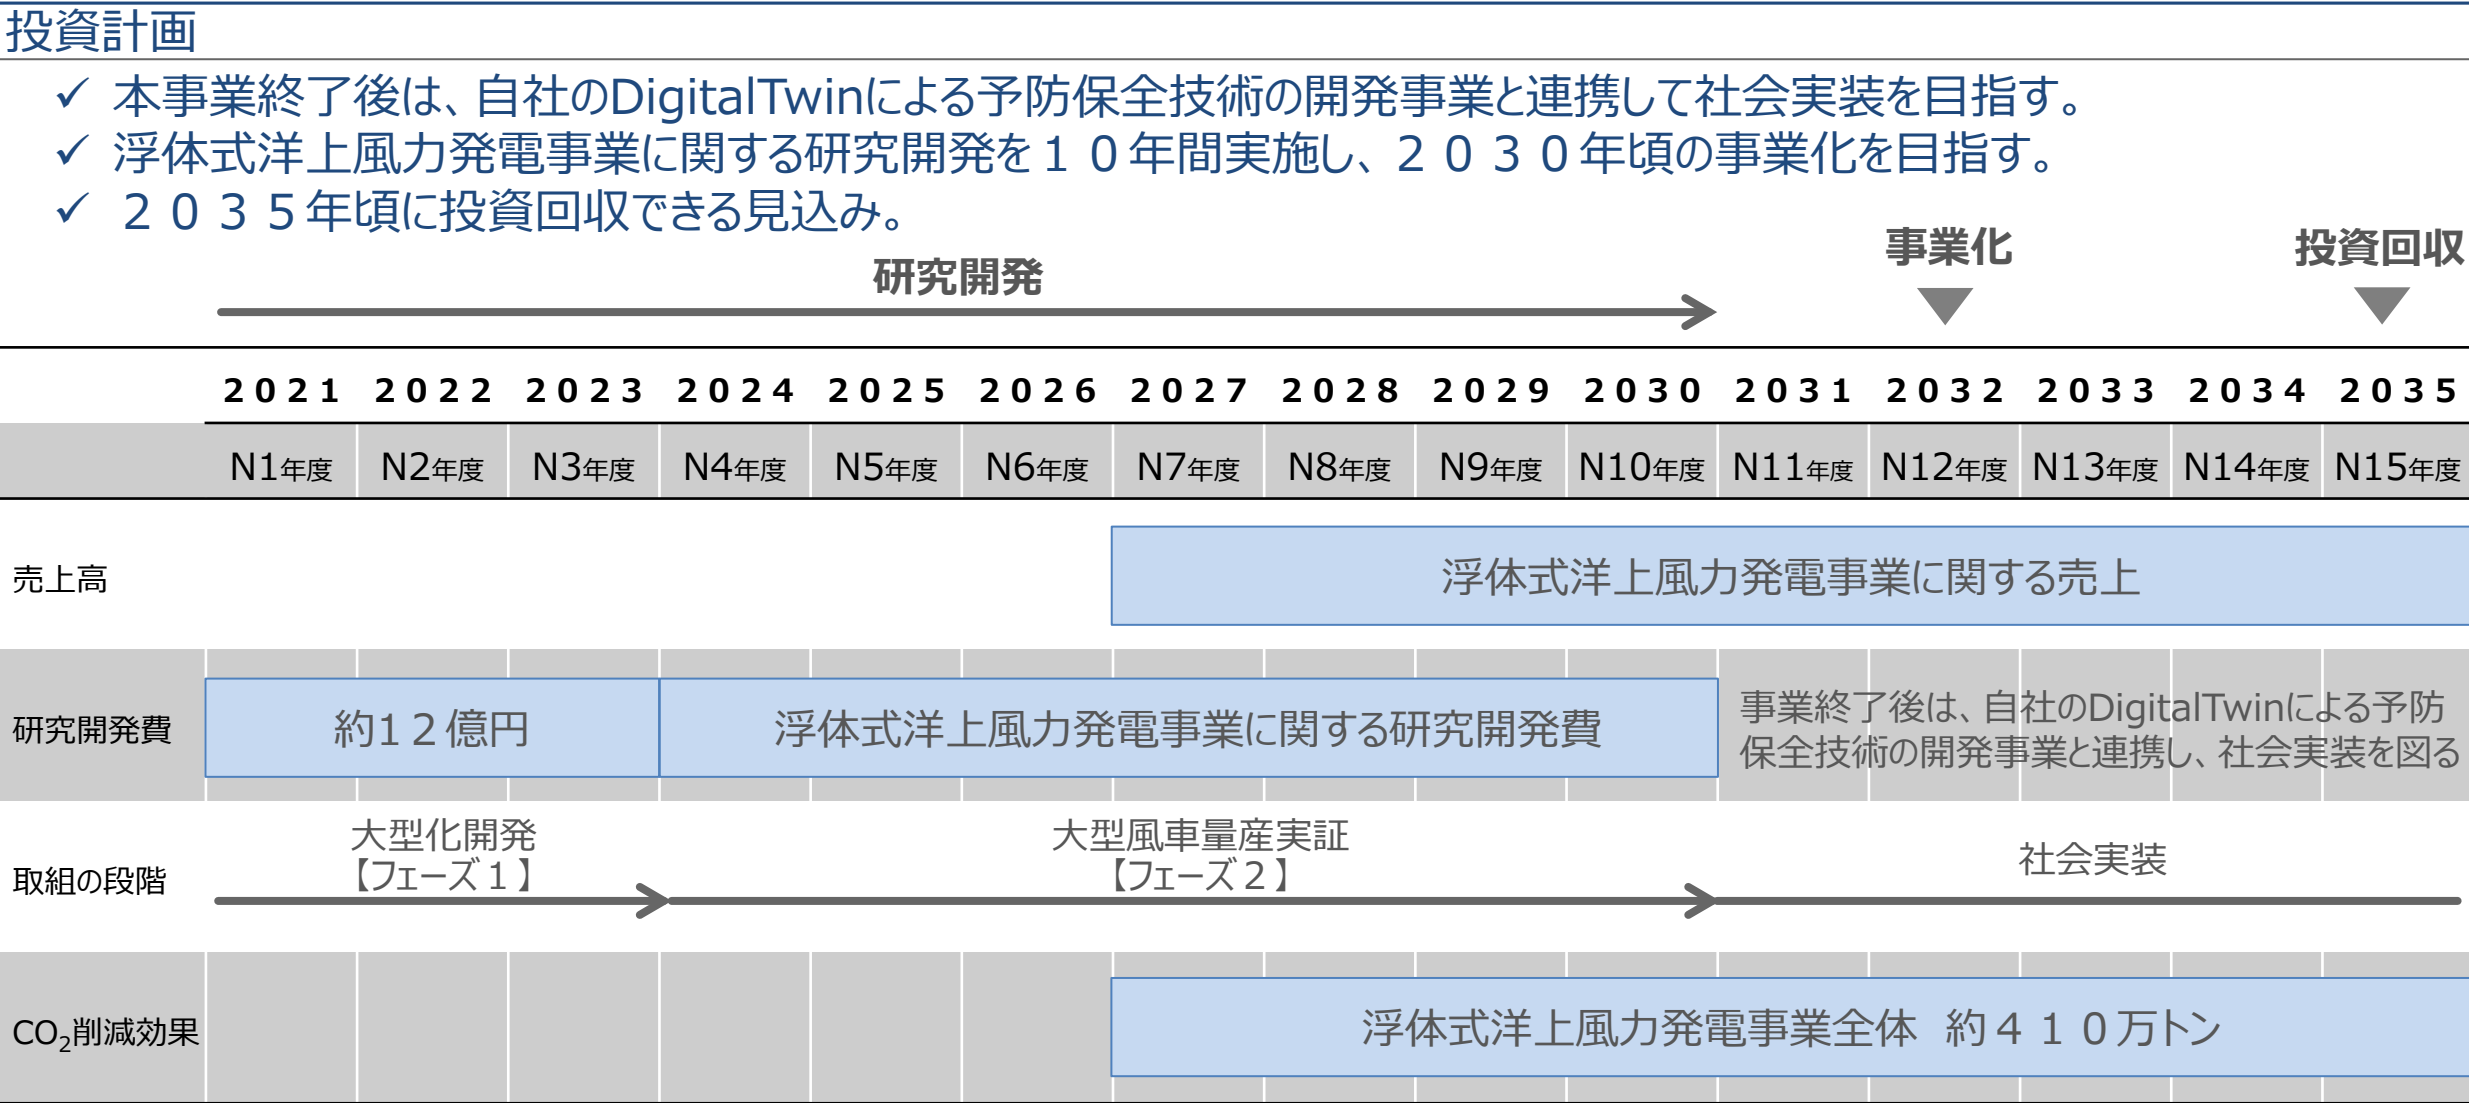 投資計画
✓ 本事業終了後は、自社のDigitalTwinによる予防保全技術の開発事業と連携して社会実装を目指す。
✓ 浮体式洋上風力発電事業に関する研究開発を１０年間実施し、２０３０年頃の事業化を目指す。
✓ ２０３５年頃に投資回収できる見込み。
研究開発 事業化 投資回収
2021 2022 2023 2024 2025 2026 2027 2028 2029 2030 2031 2032 2033 2034 2035
N1年度 N2年度 N3年度 N4年度 N5年度 N6年度 N7年度 N8年度 N9年度 N10年度 N11年度 N12年度 N13年度 N14年度 N15年度
売上高
浮体式洋上風力発電事業に関する売上
研究開発費
約1２億円
浮体式洋上風力発電事業に関する研究開発費
事業終了後は、自社のDigitalTwinによる予防
保全技術の開発事業と連携し、社会実装を図る
取組の段階
大型化開発
【フェーズ１】
大型風車量産実証
【フェーズ２】
社会実装
CO₂削減効果
浮体式洋上風力発電事業全体 約４１０万トン